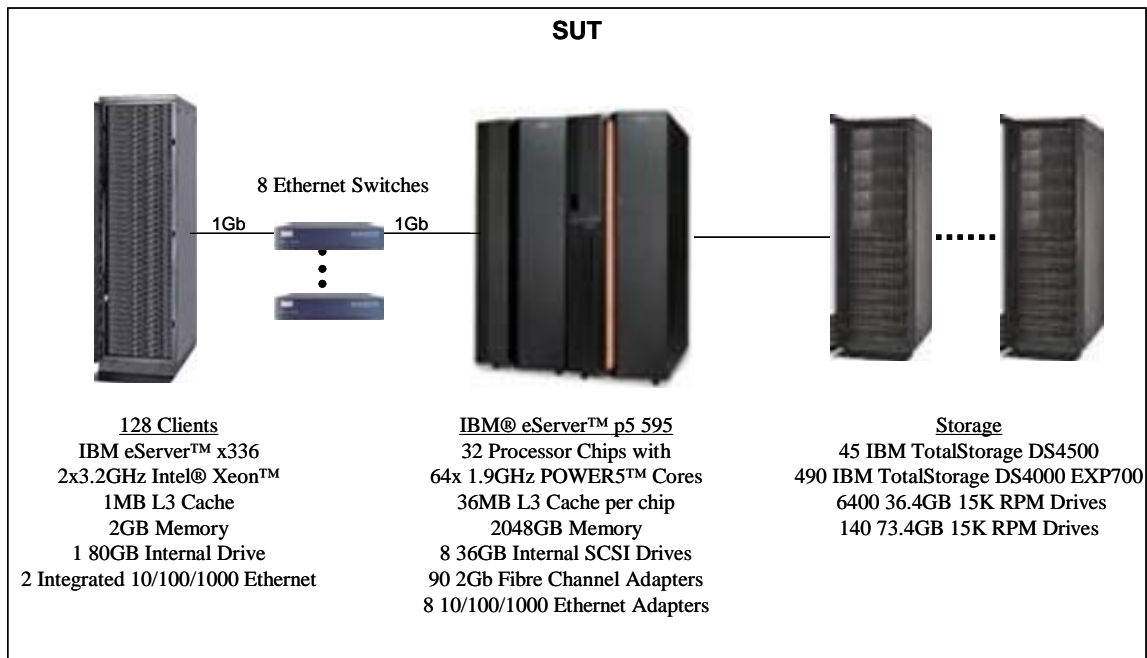 SUT
8 Ethernet Switches
1Gb
1Gb
128 Clients
IBM eServer™ x336
2x3.2GHz Intel® Xeon™
1MB L3 Cache
2GB Memory
1 80GB Internal Drive
2 Integrated 10/100/1000 Ethernet
IBM® eServer™ p5 595
32 Processor Chips with
64x 1.9GHz POWER5™ Cores
36MB L3 Cache per chip
2048GB Memory
8 36GB Internal SCSI Drives
90 2Gb Fibre Channel Adapters
8 10/100/1000 Ethernet Adapters
Storage
45 IBM TotalStorage DS4500
490 IBM TotalStorage DS4000 EXP700
6400 36.4GB 15K RPM Drives
140 73.4GB 15K RPM Drives